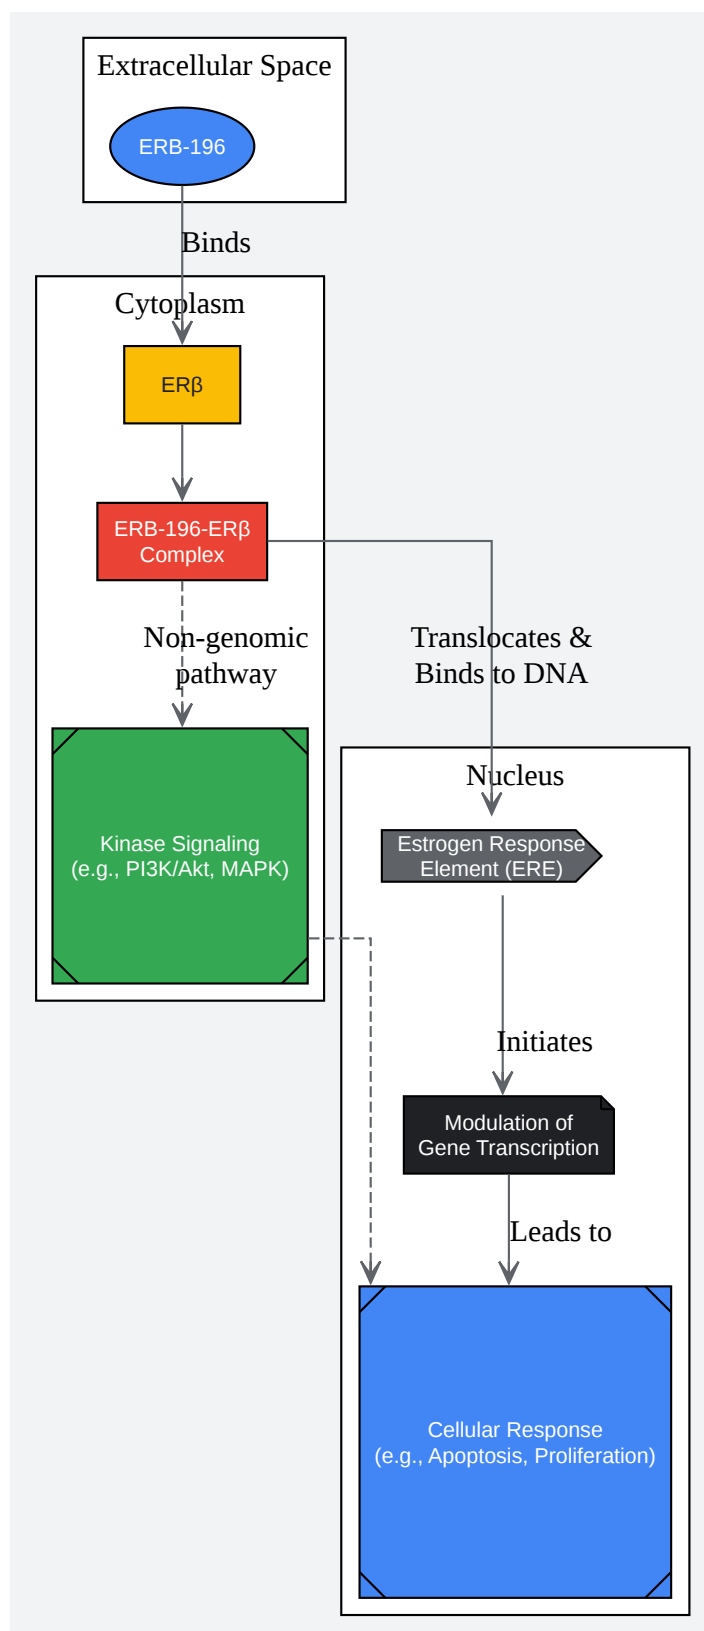 Extracellular Space
ERB-196
Binds
Cytoplasm
ERβ
ERB-196-ERβ
Complex
Non-genomic
pathway
Translocates &
Binds to DNA
Kinase Signaling
(e.g., PI3K/Akt, MAPK)
Nucleus
Estrogen Response
Element (ERE)
Initiates
Modulation of
Gene Transcription
Leads to
Cellular Response
(e.g., Apoptosis, Proliferation)